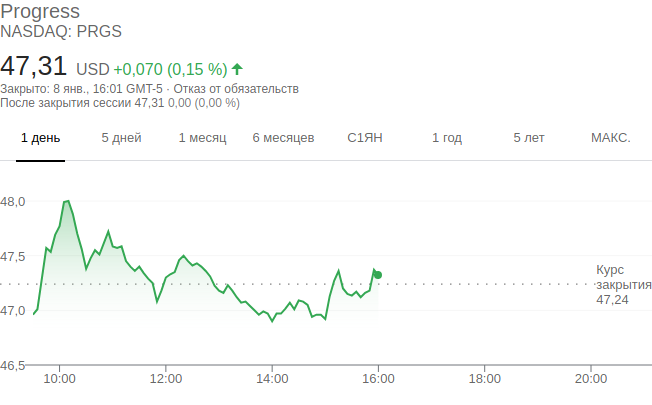 Progress
NASDAQ: PRGS
47,31 USD +0,070 (0,15 %)
Закрыто: 8 янв., 16:01 GMT-5 · Отказ от обязательств
После закрытия сессии 47,31 0,00 (0,00 %)
1 день 5 дней 1 месяц 6 месяцев С1ЯН 1 год 5 лет МАКС.
48,0
47,5
Курс
закрытия
47,24
47,0
46,5
10:00 12:00 14:00 16:00 18:00 20:00